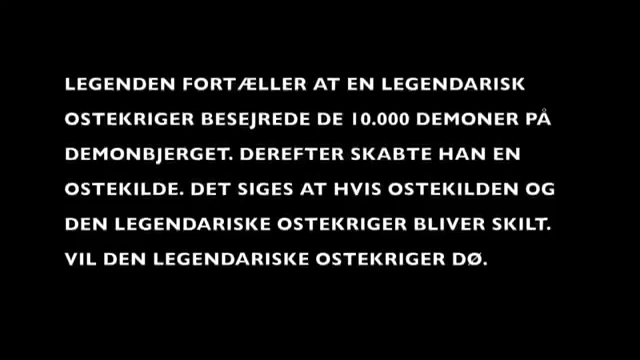 LEGENDEN FORTÆLLER AT EN LEGENDARISK
OSTEKRIGER BESEJREDE DE 10.000 DEMONER PÅ
DEMONBJERGET. DEREFTER SKABTE HAN EN
OSTEKILDE. DET SIGES AT HVIS OSTEKILDEN OG
DEN LEGENDARISKE OSTEKRIGER BLIVER SKILT.
VIL DEN LEGENDARISKE OSTEKRIGER DØ.